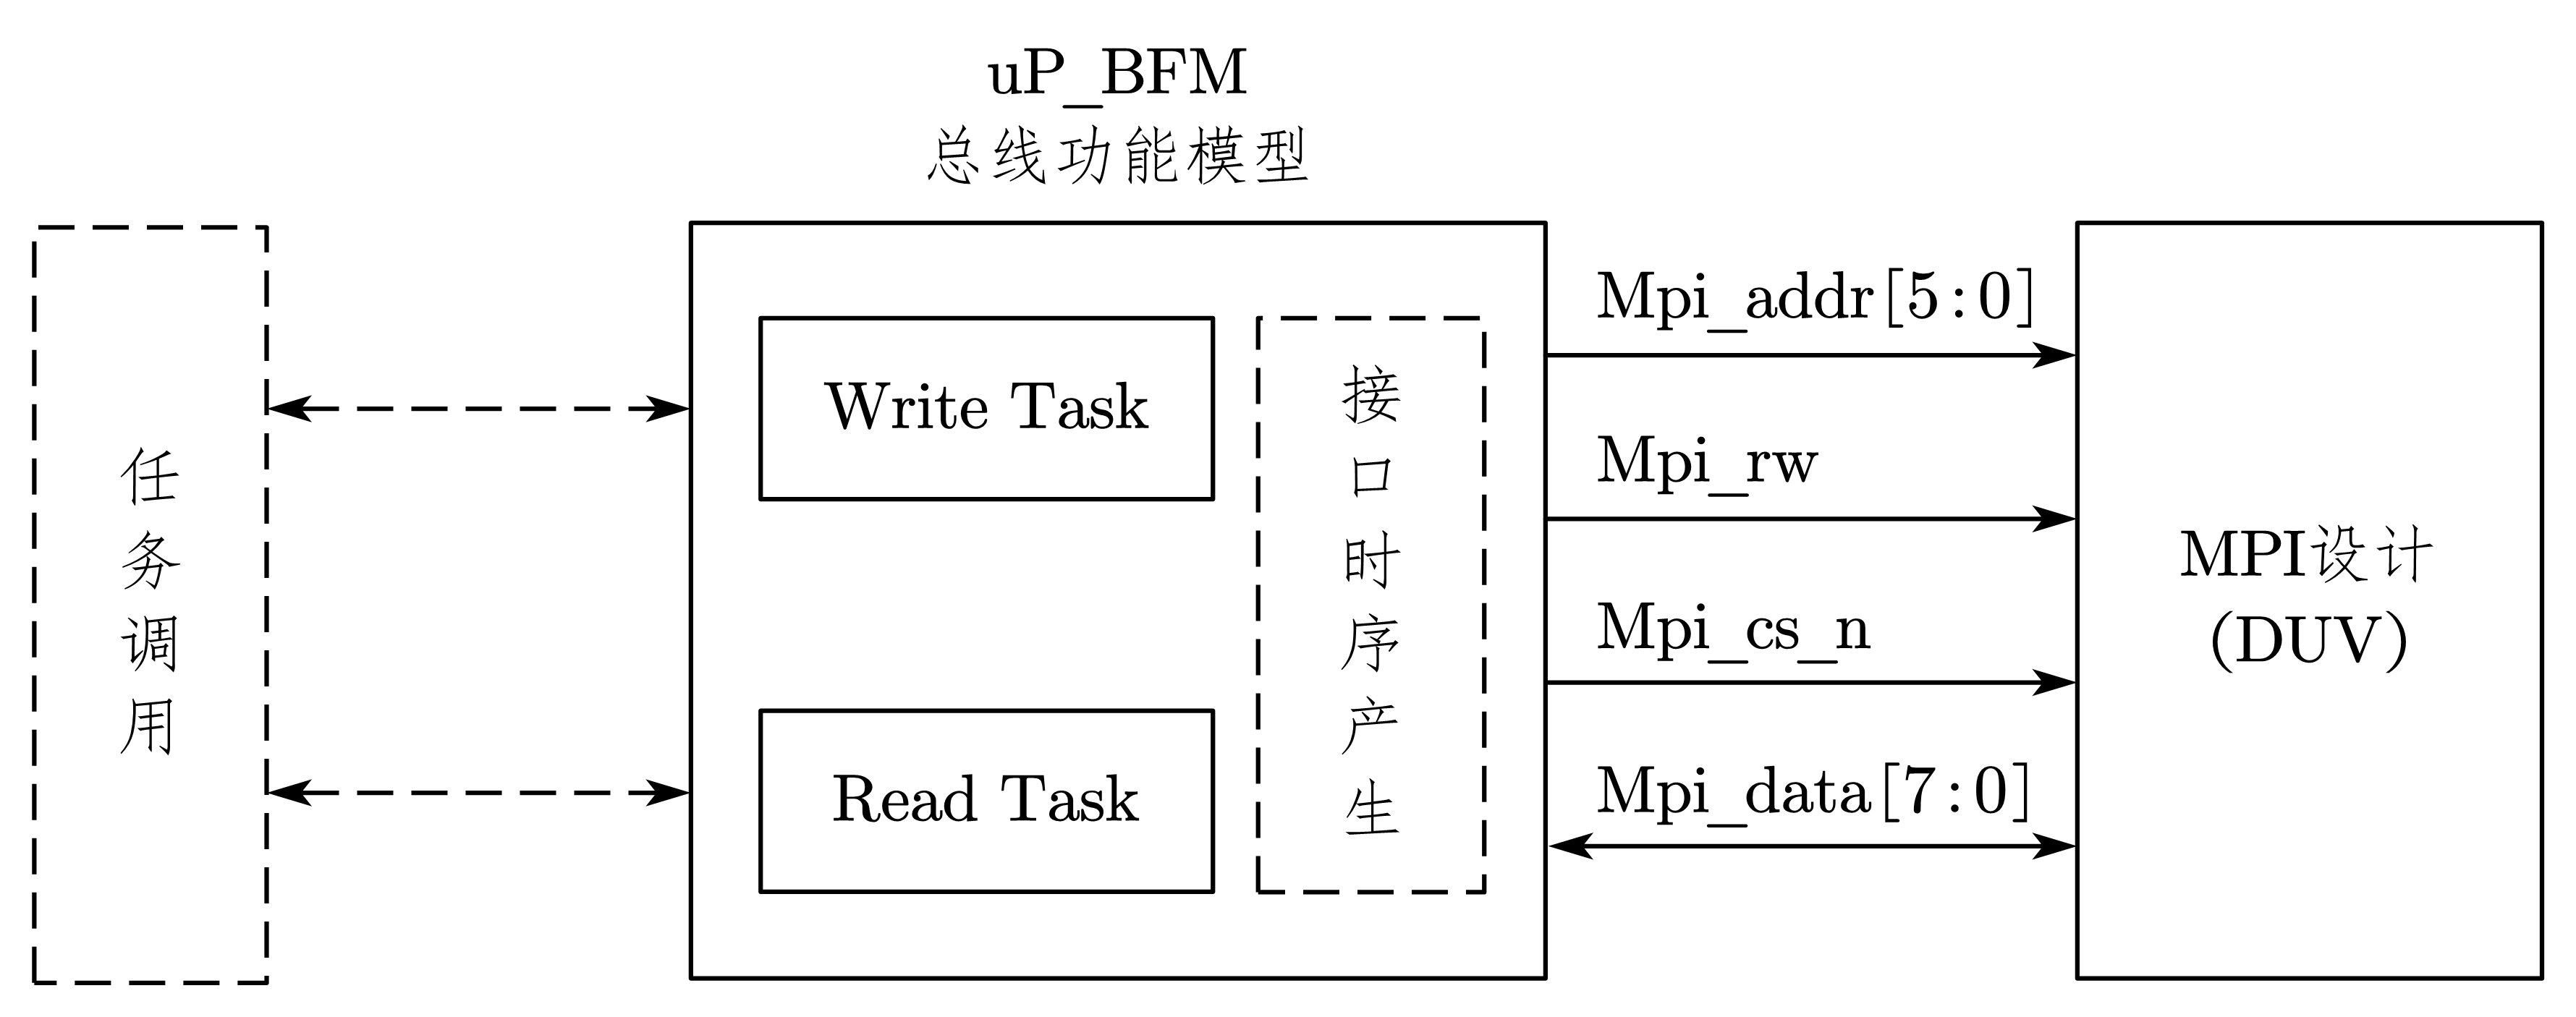 uP_BFM
总线功能模型
任务调用
Write Task
Read Task
接口时序产生
Mpi_addr[5:0]
Mpi_rw
Mpi_cs_n
Mpi_data[7:0]
MPI设计
(DUV)